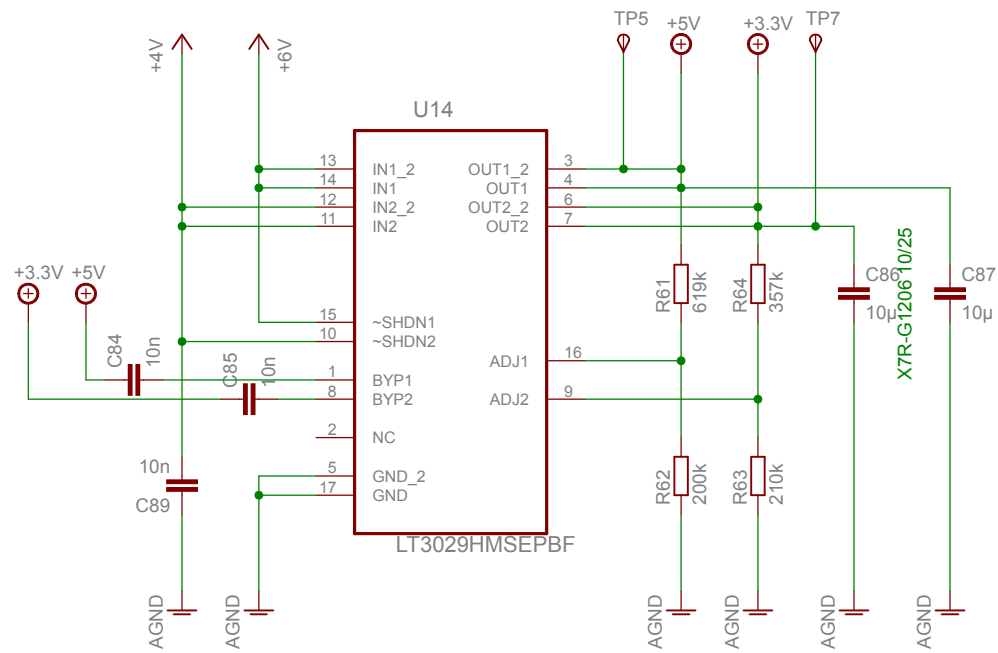 TP5
+5V
+3.3V
TP7
+4V
+6V
U14
13
IN1_2
OUT1_2
3
14
IN1
OUT1
4
12
IN2_2
OUT2_2
6
11
IN2
OUT2
7
+3.3V
+5V
R61
619k
R64
357k
C86
10µ
X7R-G1206 10/25
C87
10µ
15
~SHDN1
10
~SHDN2
C84
10n
C85
10n
ADJ1
16
1
BYP1
8
BYP2
ADJ2
9
2
NC
10n
C89
5
GND_2
17
GND
R62
200k
R63
210k
LT3029HMSEPBF
AGND
AGND
AGND
AGND
AGND
AGND